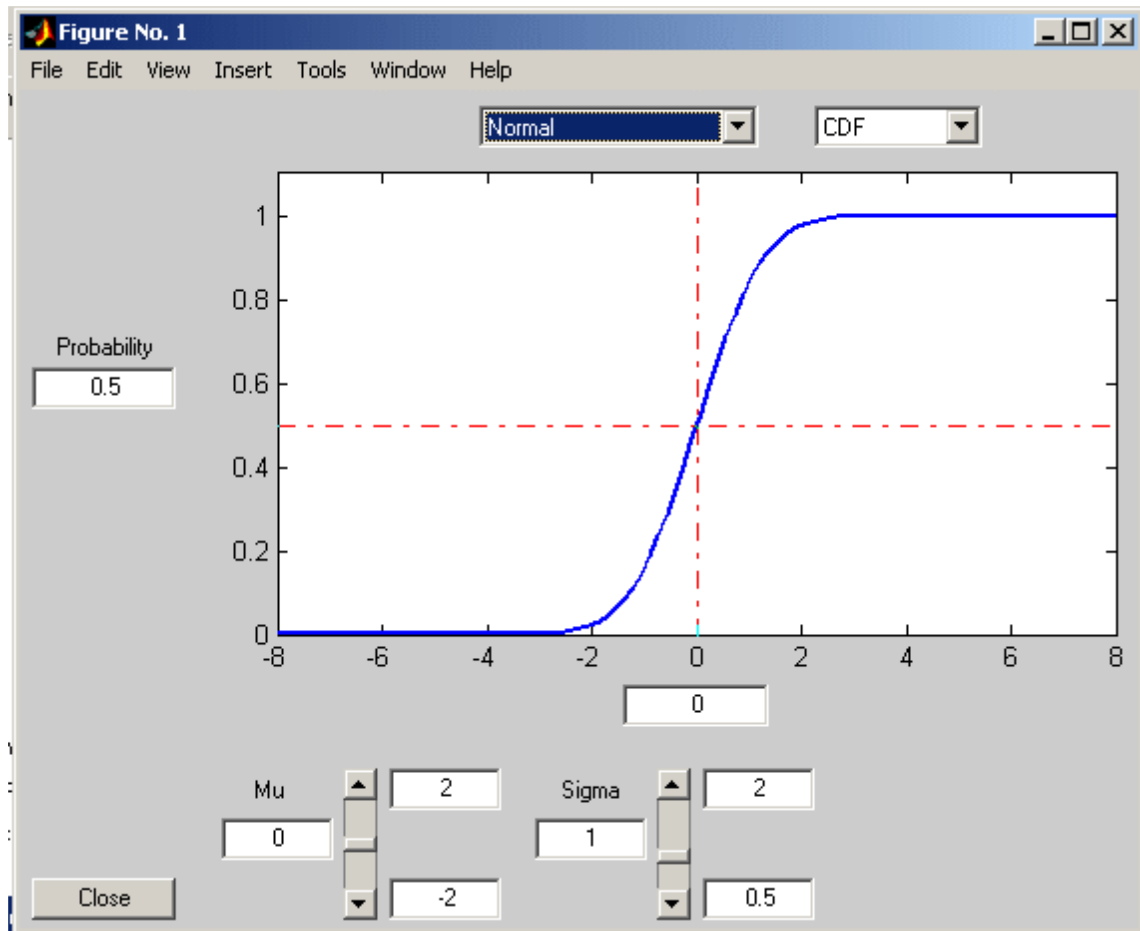 Figure No. 1
File Edit View Insert Tools Window Help
Normal CDF
1
0.8
Probability
0.5
0.6
0.4
0.2
0
-8 -6 -4 -2 0 2 4 6 8
0
Mu 2 Sigma 2
0 1
Close -2 0.5